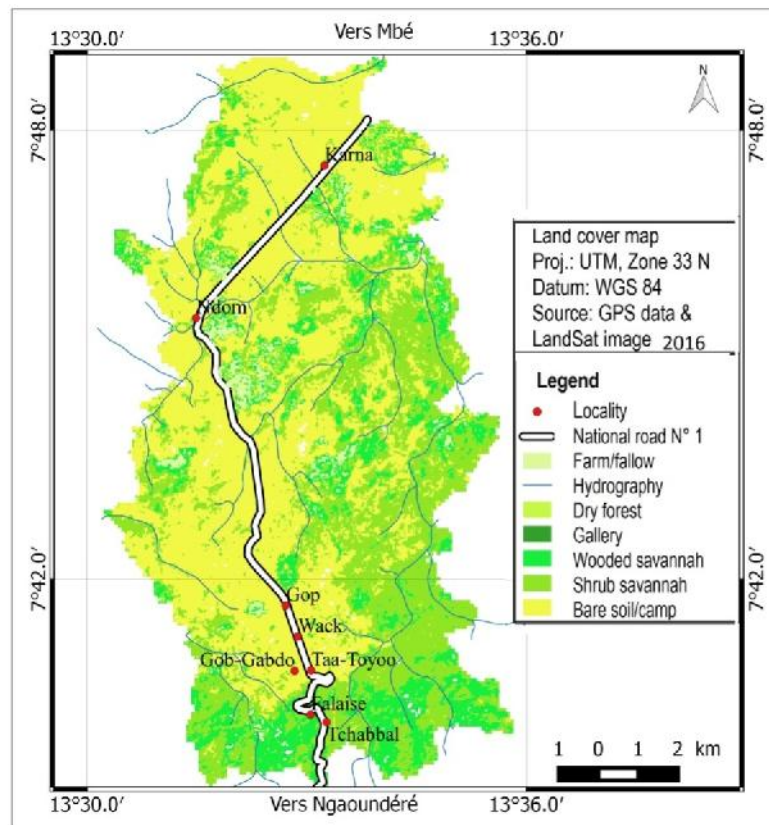 Vers Mbé
13°30.0′ 13°36.0′
N
7°48.0′ 7°48.0′
Karna
Land cover map
Proj.: UTM, Zone 33 N
Datum: WGS 84
Source: GPS data &
LandSat image 2016
Ndom
Legend
Locality
National road N° 1
Farm/fallow
Hydrography
Dry forest
Gallery
Wooded savannah
Shrub savannah
Bare soil/camp
7°42.0′ 7°42.0′
Gop
Wack
Gob-Gabdo Taa-Toyoo
Falaise
Tchabbal
1 0 1 2 km
13°30.0′ 13°36.0′
Vers Ngaoundéré